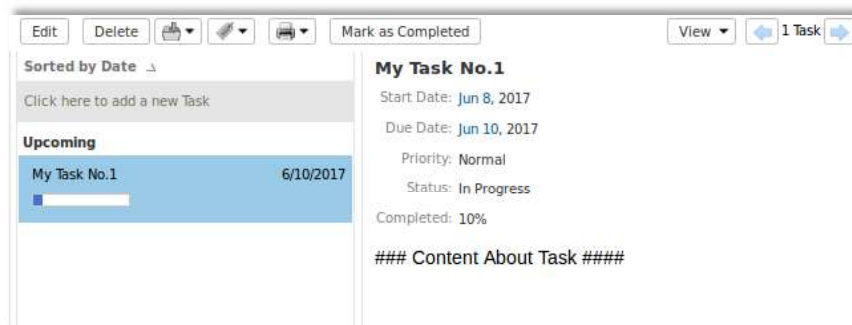 Edit Delete Mark as Completed View 1 Task
Sorted by Date
Click here to add a new Task
Upcoming
My Task No.1 6/10/2017
My Task No.1
Start Date: Jun 8, 2017
Due Date: Jun 10, 2017
Priority: Normal
Status: In Progress
Completed: 10%
### Content About Task ####